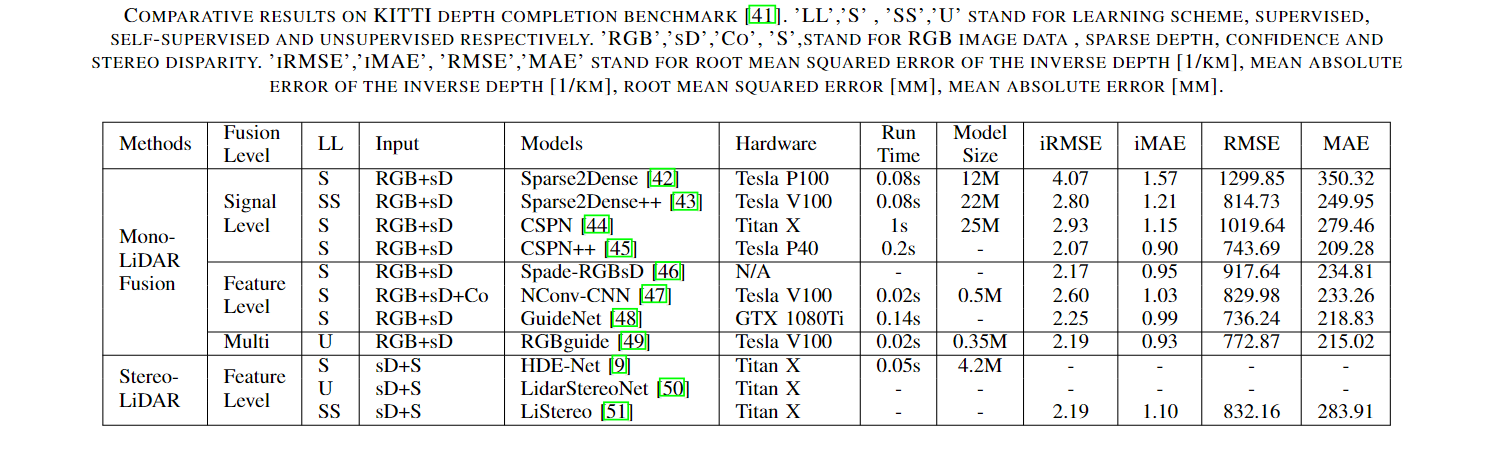 COMPARATIVE RESULTS ON KITTI DEPTH COMPLETION BENCHMARK [41]. 'LL','S' , 'SS','U' STAND FOR LEARNING SCHEME, SUPERVISED,
SELF-SUPERVISED AND UNSUPERVISED RESPECTIVELY. 'RGB','SD','CO', 'S',STAND FOR RGB IMAGE DATA , SPARSE DEPTH, CONFIDENCE AND
STEREO DISPARITY. 'IRMSE','IMAE', 'RMSE','MAE' STAND FOR ROOT MEAN SQUARED ERROR OF THE INVERSE DEPTH [1/KM], MEAN ABSOLUTE
ERROR OF THE INVERSE DEPTH [1/KM], ROOT MEAN SQUARED ERROR [MM], MEAN ABSOLUTE ERROR [MM].
Methods Fusion Level LL Input Models Hardware Run Time Model Size iRMSE iMAE RMSE MAE
Mono-LiDAR Fusion Signal Level S RGB+sD Sparse2Dense [42] Tesla P100 0.08s 12M 4.07 1.57 1299.85 350.32
SS RGB+sD Sparse2Dense++ [43] Tesla V100 0.08s 22M 2.80 1.21 814.73 249.95
S RGB+sD CSPN [44] Titan X 1s 25M 2.93 1.15 1019.64 279.46
S RGB+sD CSPN++ [45] Tesla P40 0.2s - 2.07 0.90 743.69 209.28
Feature Level S RGB+sD Spade-RGBsD [46] N/A - - 2.17 0.95 917.64 234.81
S RGB+sD+Co NConv-CNN [47] Tesla V100 0.02s 0.5M 2.60 1.03 829.98 233.26
S RGB+sD GuideNet [48] GTX 1080Ti 0.14s - 2.25 0.99 736.24 218.83
Multi U RGB+sD RGBguide [49] Tesla V100 0.02s 0.35M 2.19 0.93 772.87 215.02
Stereo-LiDAR Feature Level S sD+S HDE-Net [9] Titan X 0.05s 4.2M - - - -
U sD+S LidarStereoNet [50] Titan X - - - - - -
SS sD+S LiStereo [51] Titan X - - 2.19 1.10 832.16 283.91